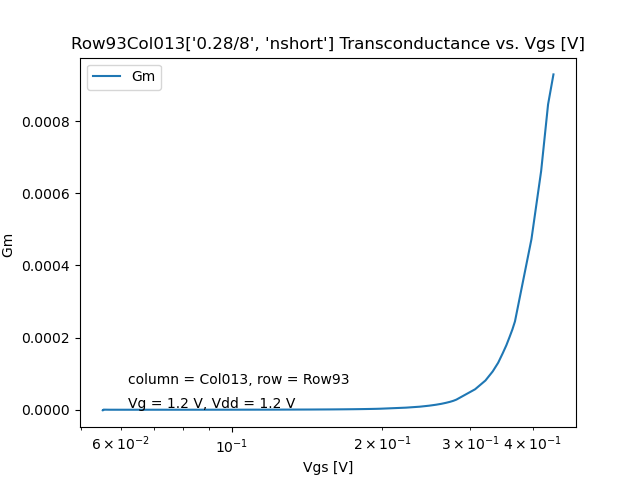 Row93Col013['0.28/8', 'nshort'] Transconductance vs. Vgs [V]
Gm
0.0008
0.0006
0.0004
0.0002
0.0000
Gm
column = Col013, row = Row93
Vg = 1.2 V, Vdd = 1.2 V
6 × 10⁻² 10⁻¹ 2 × 10⁻¹ 3 × 10⁻¹ 4 × 10⁻¹
Vgs [V]